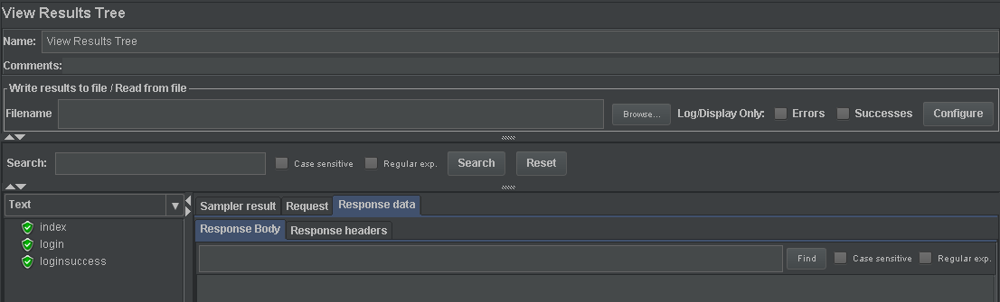 View Results Tree
Name: View Results Tree
Comments:
Write results to file / Read from file
Filename Browse... Log/Display Only: Errors Successes Configure
Search: Case sensitive Regular exp. Search Reset
Text Sampler result Request Response data
index Response Body Response headers
login
loginsuccess Find Case sensitive Regular exp.